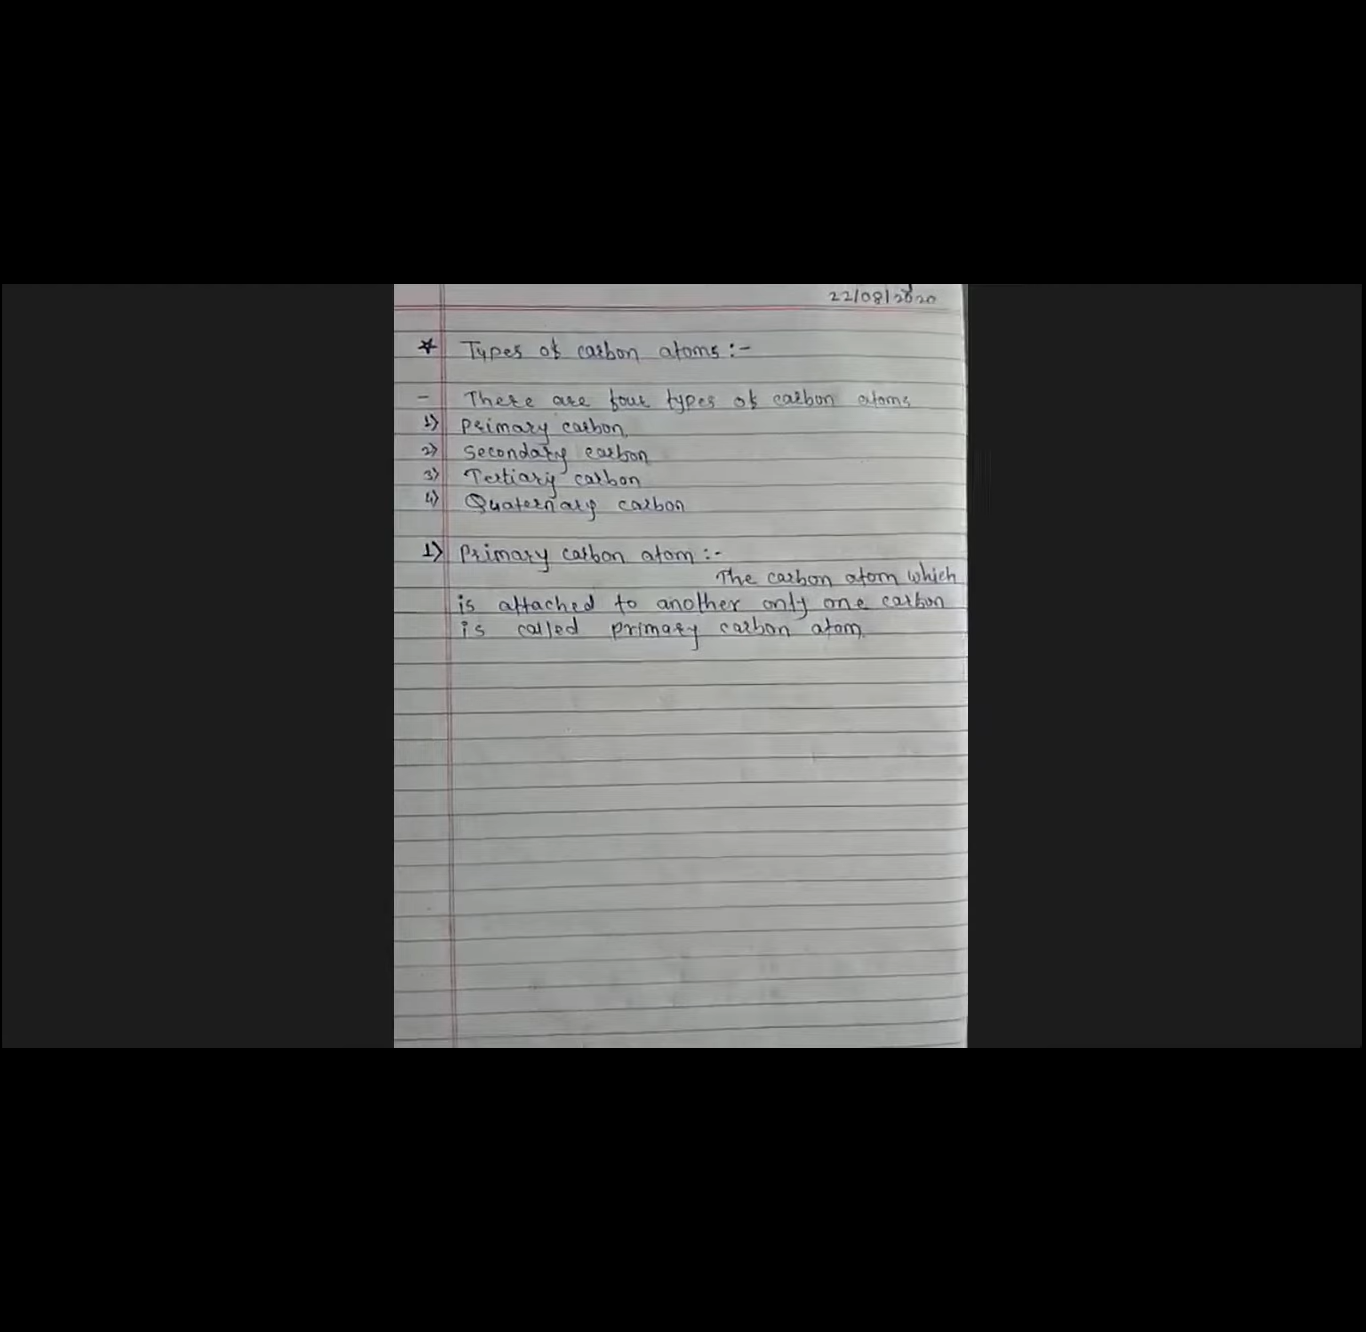 22/08/2020
* Types of carbon atoms :-
- There are four types of carbon atoms
1) Primary carbon
2) Secondary carbon
3) Tertiary carbon
4) Quaternary carbon
1) Primary carbon atom :-
The carbon atom which
is attached to another only one carbon
is called primary carbon atom.